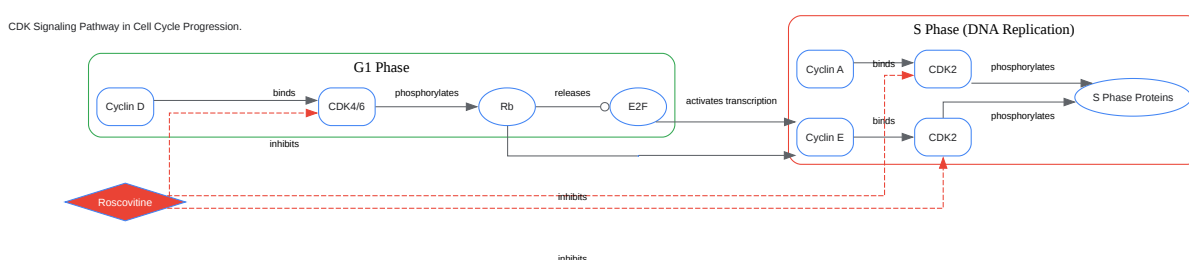 CDK Signaling Pathway in Cell Cycle Progression.
S Phase (DNA Replication)
G1 Phase
Cyclin A
binds
CDK2
phosphorylates
Cyclin D
binds
CDK4/6
phosphorylates
Rb
releases
E2F
activates transcription
S Phase Proteins
Cyclin E
binds
CDK2
phosphorylates
inhibits
Roscovitine
inhibits
inhibits